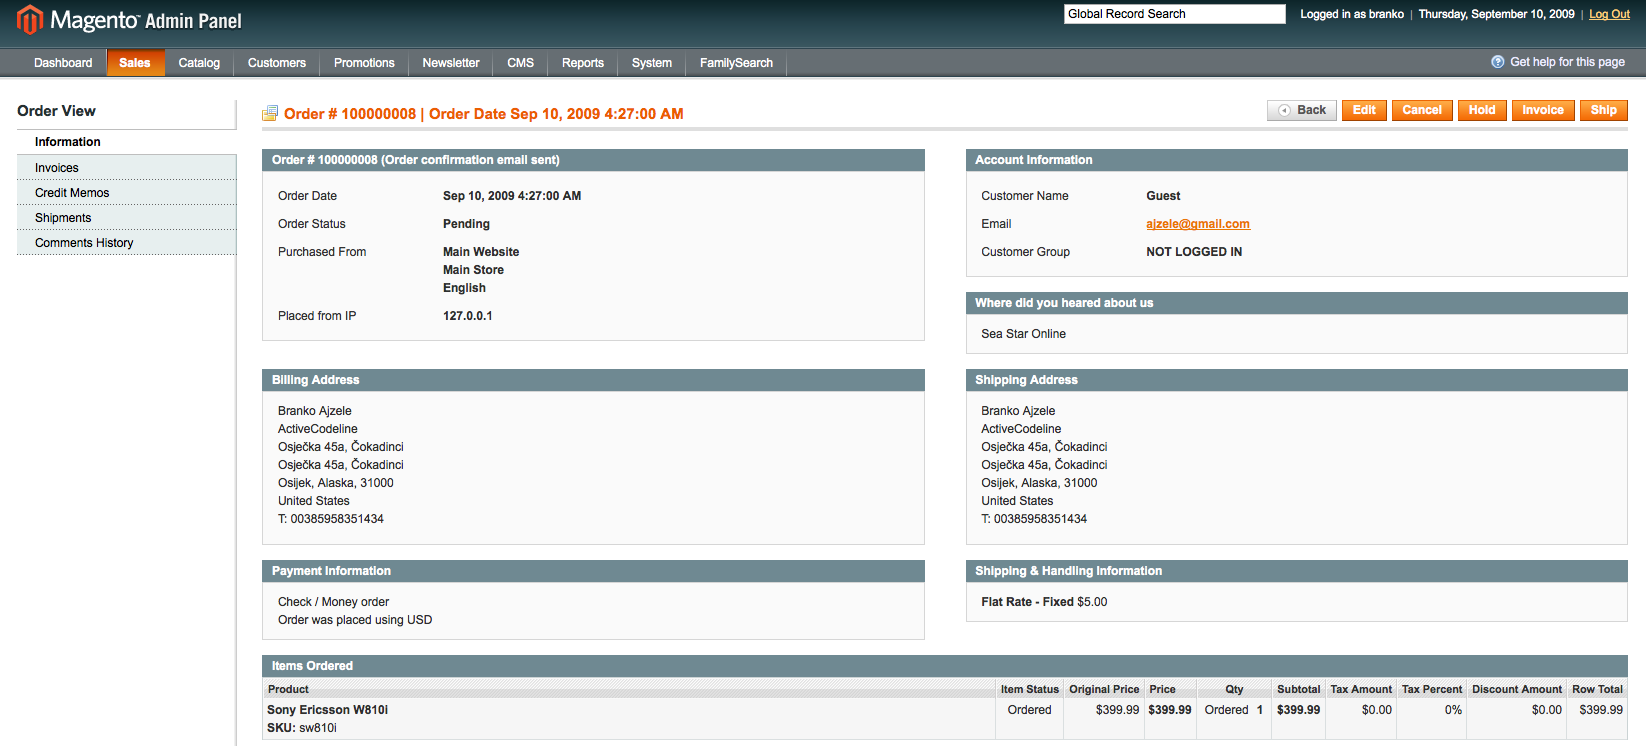 Magento Admin Panel
Global Record Search
Logged in as branko | Thursday, September 10, 2009 | Log Out
Dashboard Sales Catalog Customers Promotions Newsletter CMS Reports System FamilySearch
Get help for this page
Order View
Information
Invoices
Credit Memos
Shipments
Comments History
Order # 100000008 | Order Date Sep 10, 2009 4:27:00 AM
Back Edit Cancel Hold Invoice Ship
Order # 100000008 (Order confirmation email sent)
Order Date Sep 10, 2009 4:27:00 AM
Order Status Pending
Purchased From Main Website
Main Store
English
Placed from IP 127.0.0.1
Account Information
Customer Name Guest
Email ajzele@gmail.com
Customer Group NOT LOGGED IN
Where did you heared about us
Sea Star Online
Billing Address
Branko Ajzele
ActiveCodeline
Osječka 45a, Čokadinci
Osječka 45a, Čokadinci
Osijek, Alaska, 31000
United States
T: 00385958351434
Shipping Address
Branko Ajzele
ActiveCodeline
Osječka 45a, Čokadinci
Osječka 45a, Čokadinci
Osijek, Alaska, 31000
United States
T: 00385958351434
Payment Information
Check / Money order
Order was placed using USD
Shipping & Handling Information
Flat Rate - Fixed $5.00
Items Ordered
Product Item Status Original Price Price Qty Subtotal Tax Amount Tax Percent Discount Amount Row Total
Sony Ericsson W810i Ordered $399.99 $399.99 Ordered 1 $399.99 $0.00 0% $0.00 $399.99
SKU: sw810i